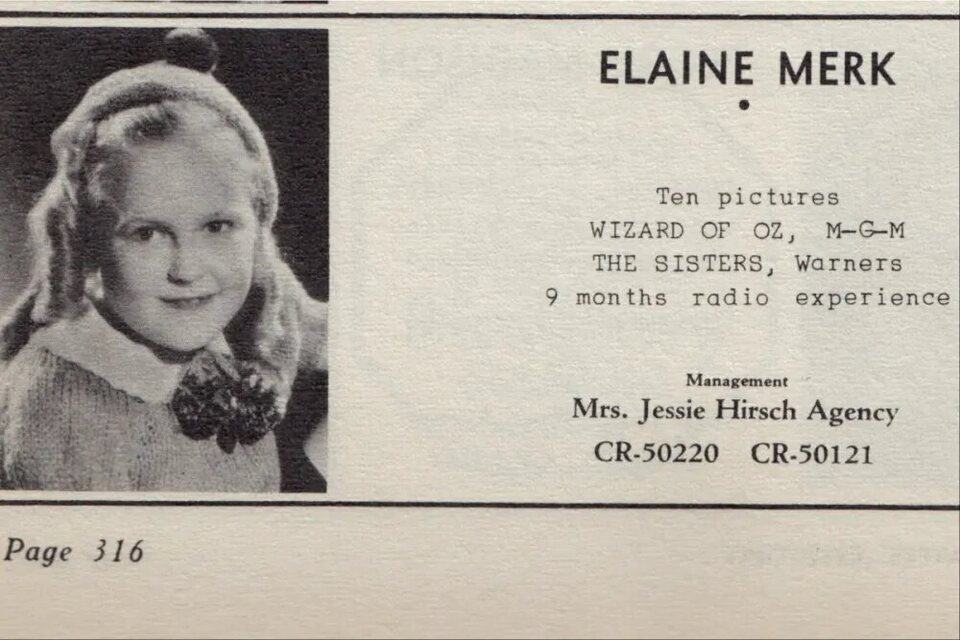 ELAINE MERK
•
Ten pictures
WIZARD OF OZ, M-G-M
THE SISTERS, Warners
9 months radio experience
Management
Mrs. Jessie Hirsch Agency
CR-50220 CR-50121
Page 316